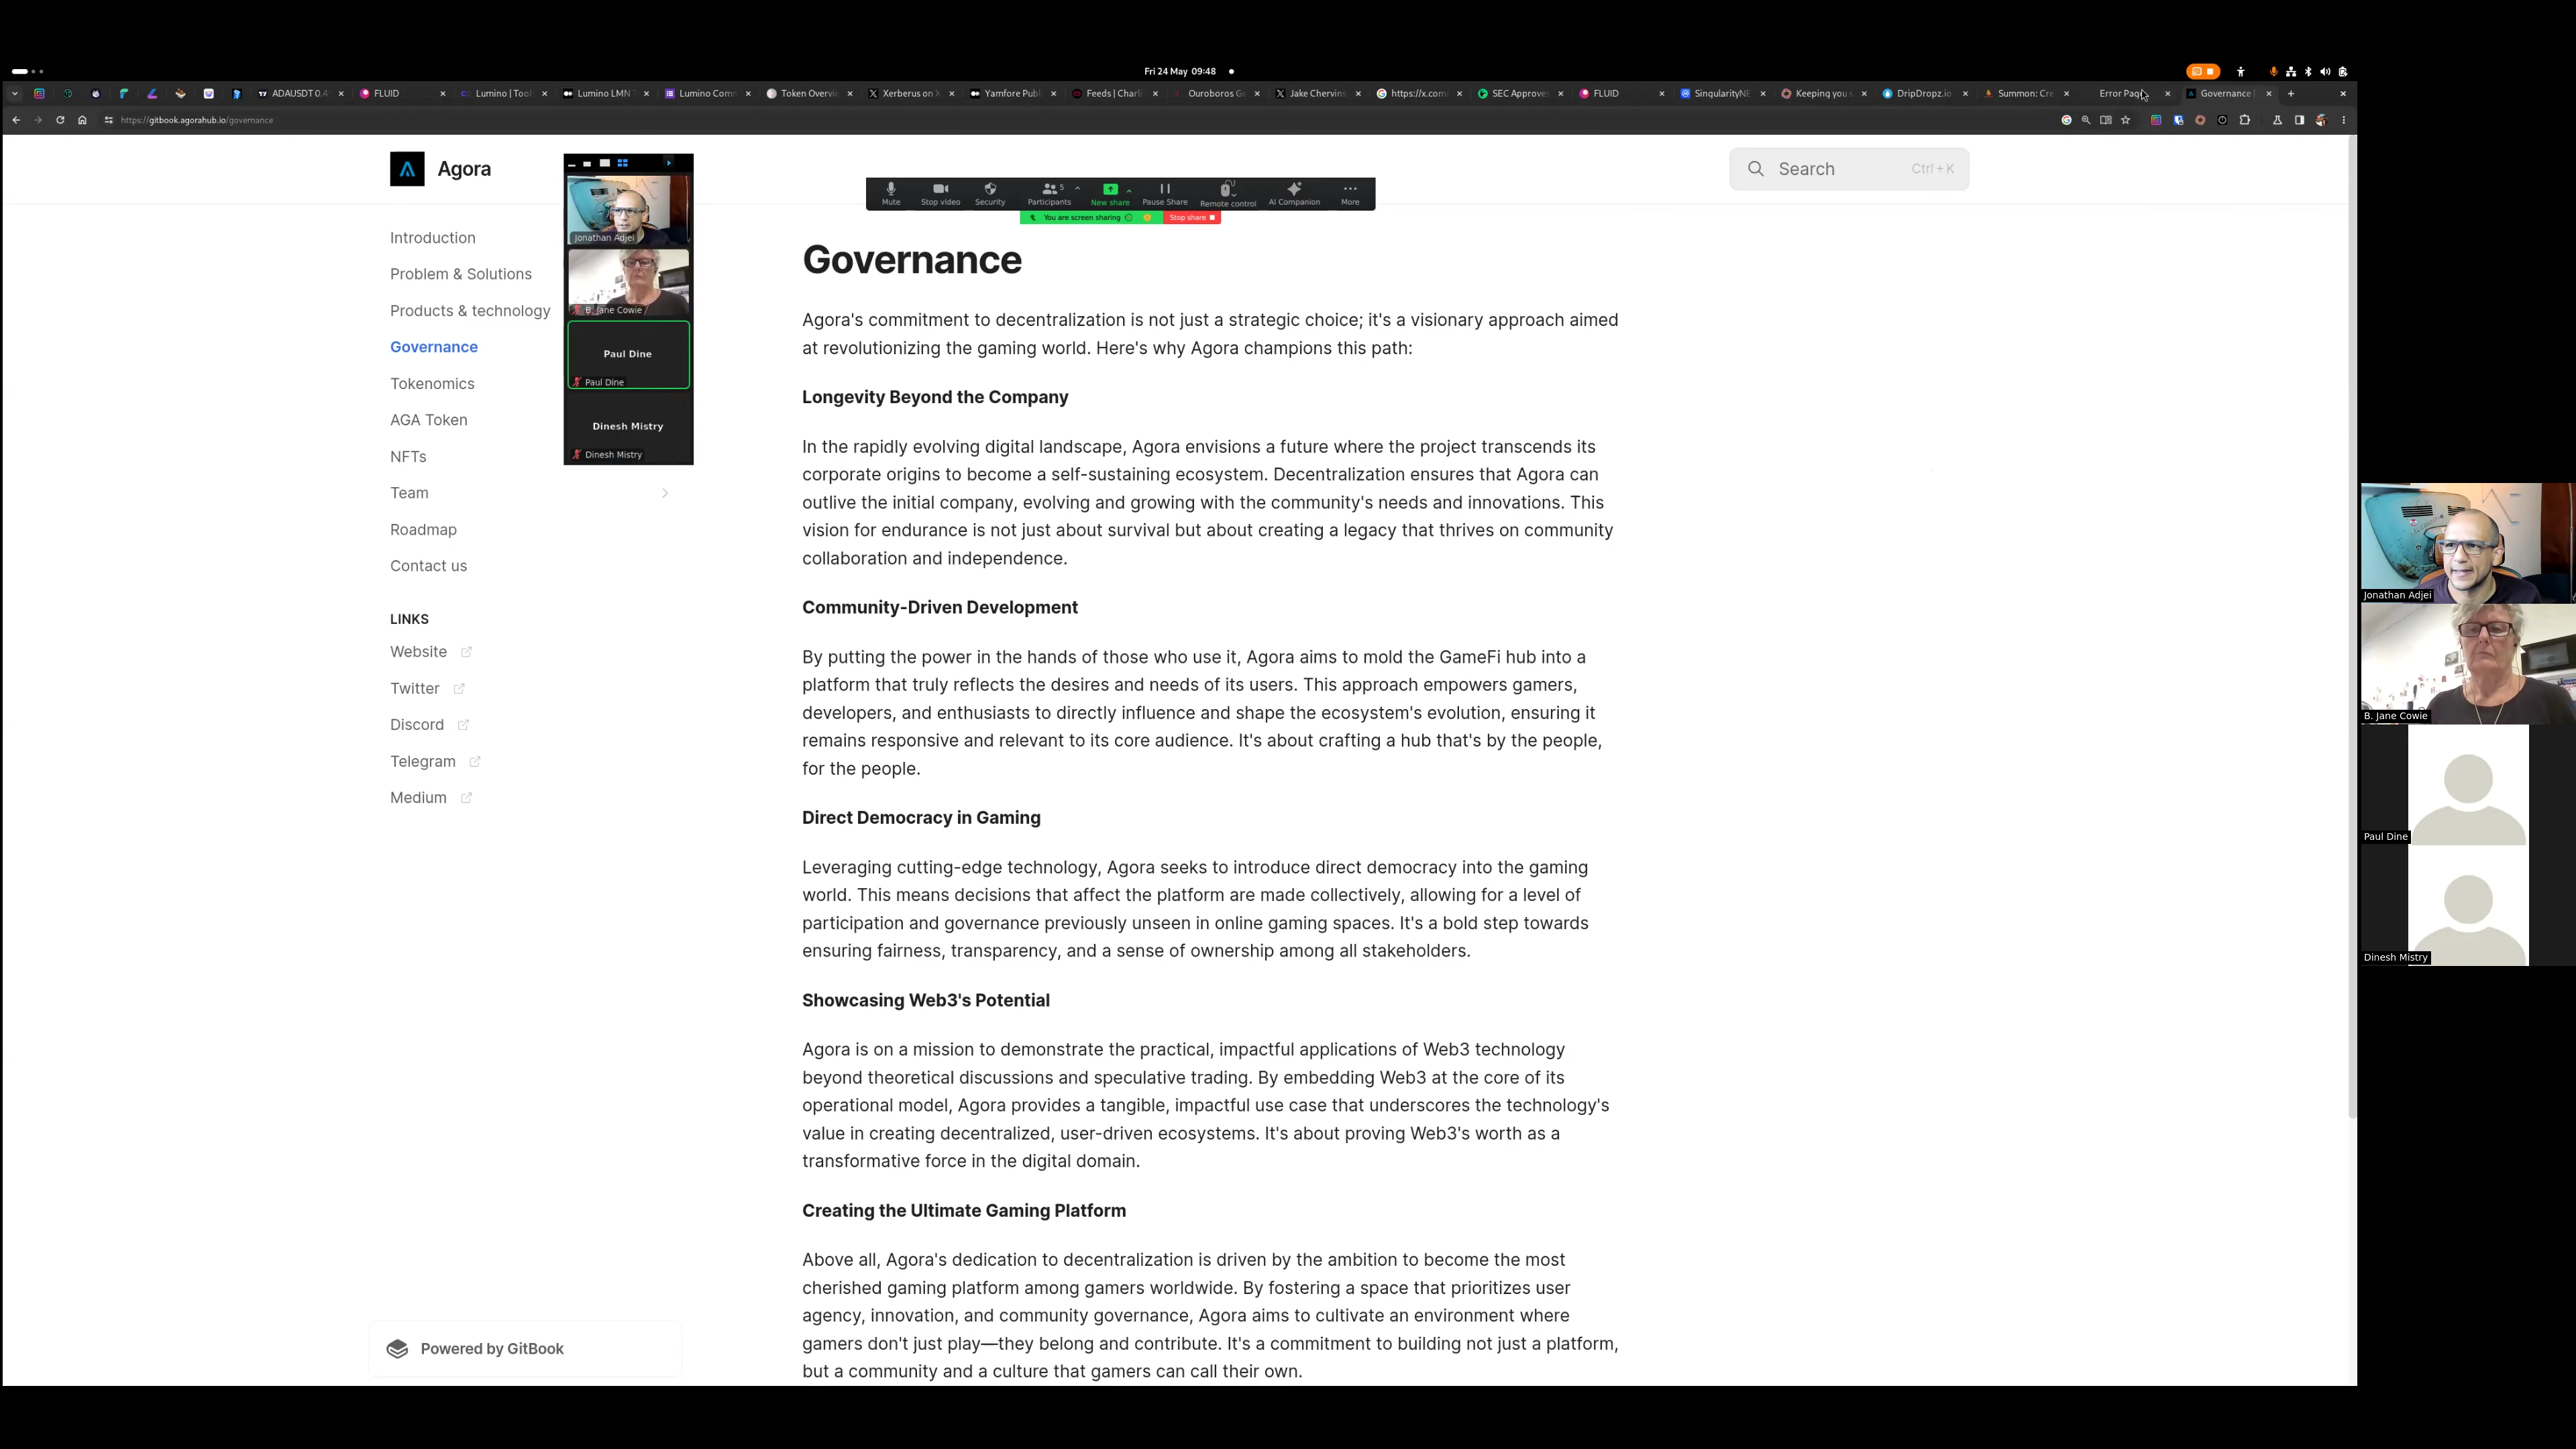 Fri 24 May 09:48
ADAUSDT 0.4
FLUID
Lumino | Tool
Lumino LMN
Lumino Com
Token Overvi
Xerberus on X
Yamfore Publ
Feeds | Charli
Ouroboros Ge
Jake Chervins
https://x.com
SEC Approves
FLUID
SingularityNE
Keeping you s
DripDropz.io
Summon: Cre
Error Page
Governance |
https://gitbook.agorahub.io/governance
Agora
Search
Ctrl + K
Mute
Stop video
Security
Participants
5
New share
Pause Share
Remote control
AI Companion
More
You are screen sharing
Stop share
Jonathan Adjei
B. Jane Cowie
Paul Dine
Paul Dine
Dinesh Mistry
Dinesh Mistry
Introduction
Problem & Solutions
Products & technology
Governance
Tokenomics
AGA Token
NFTs
Team
Roadmap
Contact us
LINKS
Website
Twitter
Discord
Telegram
Medium
Powered by GitBook
Governance
Agora's commitment to decentralization is not just a strategic choice; it's a visionary approach aimed
at revolutionizing the gaming world. Here's why Agora champions this path:
Longevity Beyond the Company
In the rapidly evolving digital landscape, Agora envisions a future where the project transcends its
corporate origins to become a self-sustaining ecosystem. Decentralization ensures that Agora can
outlive the initial company, evolving and growing with the community's needs and innovations. This
vision for endurance is not just about survival but about creating a legacy that thrives on community
collaboration and independence.
Community-Driven Development
By putting the power in the hands of those who use it, Agora aims to mold the GameFi hub into a
platform that truly reflects the desires and needs of its users. This approach empowers gamers,
developers, and enthusiasts to directly influence and shape the ecosystem's evolution, ensuring it
remains responsive and relevant to its core audience. It's about crafting a hub that's by the people,
for the people.
Direct Democracy in Gaming
Leveraging cutting-edge technology, Agora seeks to introduce direct democracy into the gaming
world. This means decisions that affect the platform are made collectively, allowing for a level of
participation and governance previously unseen in online gaming spaces. It's a bold step towards
ensuring fairness, transparency, and a sense of ownership among all stakeholders.
Showcasing Web3's Potential
Agora is on a mission to demonstrate the practical, impactful applications of Web3 technology
beyond theoretical discussions and speculative trading. By embedding Web3 at the core of its
operational model, Agora provides a tangible, impactful use case that underscores the technology's
value in creating decentralized, user-driven ecosystems. It's about proving Web3's worth as a
transformative force in the digital domain.
Creating the Ultimate Gaming Platform
Above all, Agora's dedication to decentralization is driven by the ambition to become the most
cherished gaming platform among gamers worldwide. By fostering a space that prioritizes user
agency, innovation, and community governance, Agora aims to cultivate an environment where
gamers don't just play—they belong and contribute. It's a commitment to building not just a platform,
but a community and a culture that gamers can call their own.
Jonathan Adjei
B. Jane Cowie
Paul Dine
Dinesh Mistry